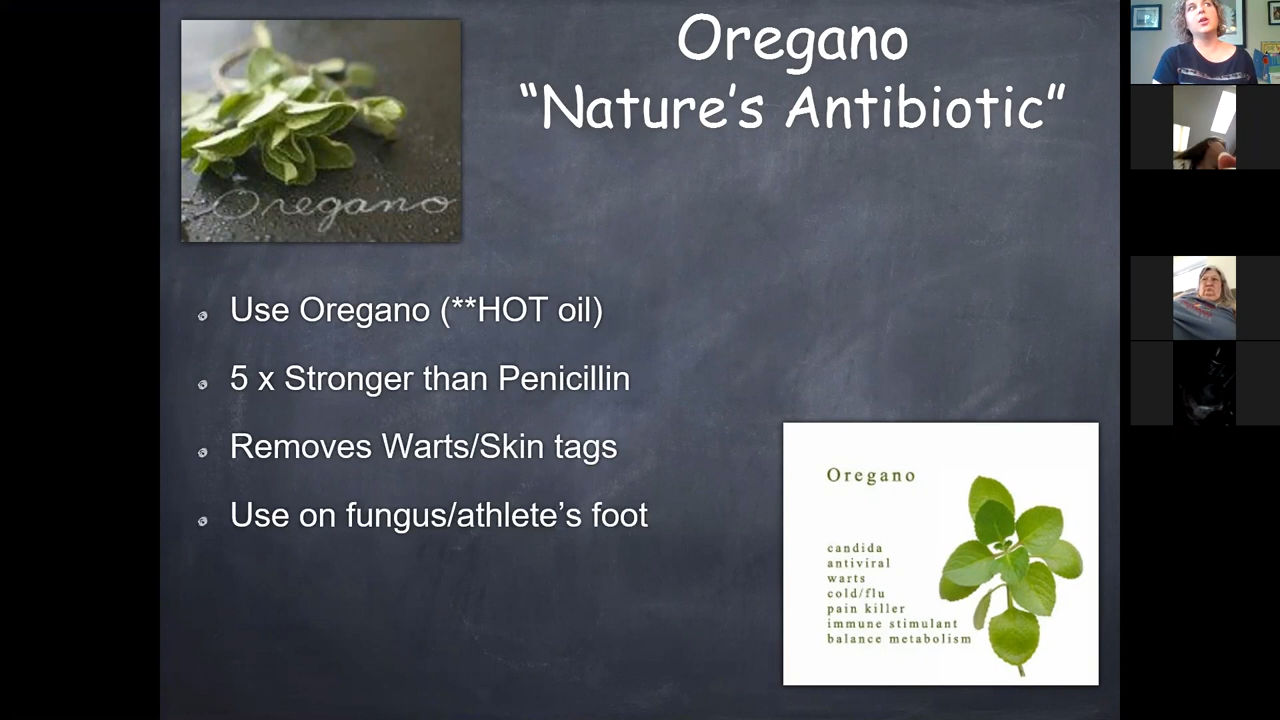 Oregano
“Nature’s Antibiotic”
Oregano
Use Oregano (**HOT oil)
5 x Stronger than Penicillin
Removes Warts/Skin tags
Use on fungus/athlete’s foot
Oregano
candida
antiviral
warts
cold/flu
pain killer
immune stimulant
balance metabolism